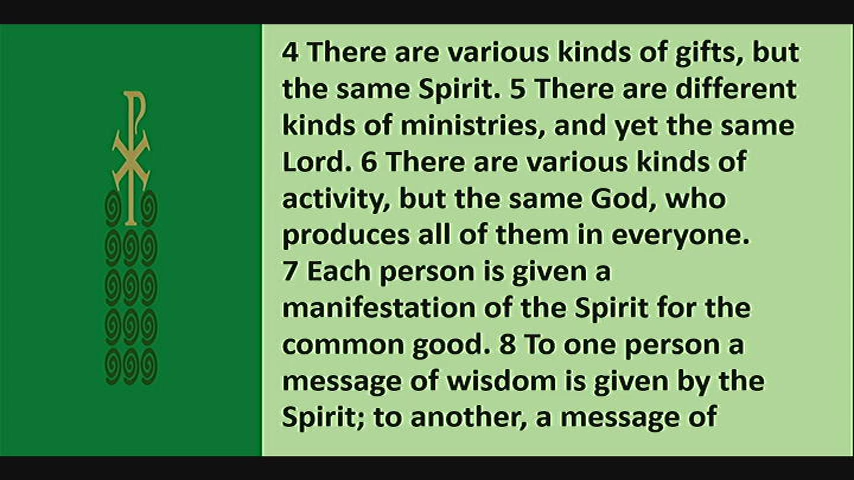 4 There are various kinds of gifts, but
the same Spirit. 5 There are different
kinds of ministries, and yet the same
Lord. 6 There are various kinds of
activity, but the same God, who
produces all of them in everyone.
7 Each person is given a
manifestation of the Spirit for the
common good. 8 To one person a
message of wisdom is given by the
Spirit; to another, a message of